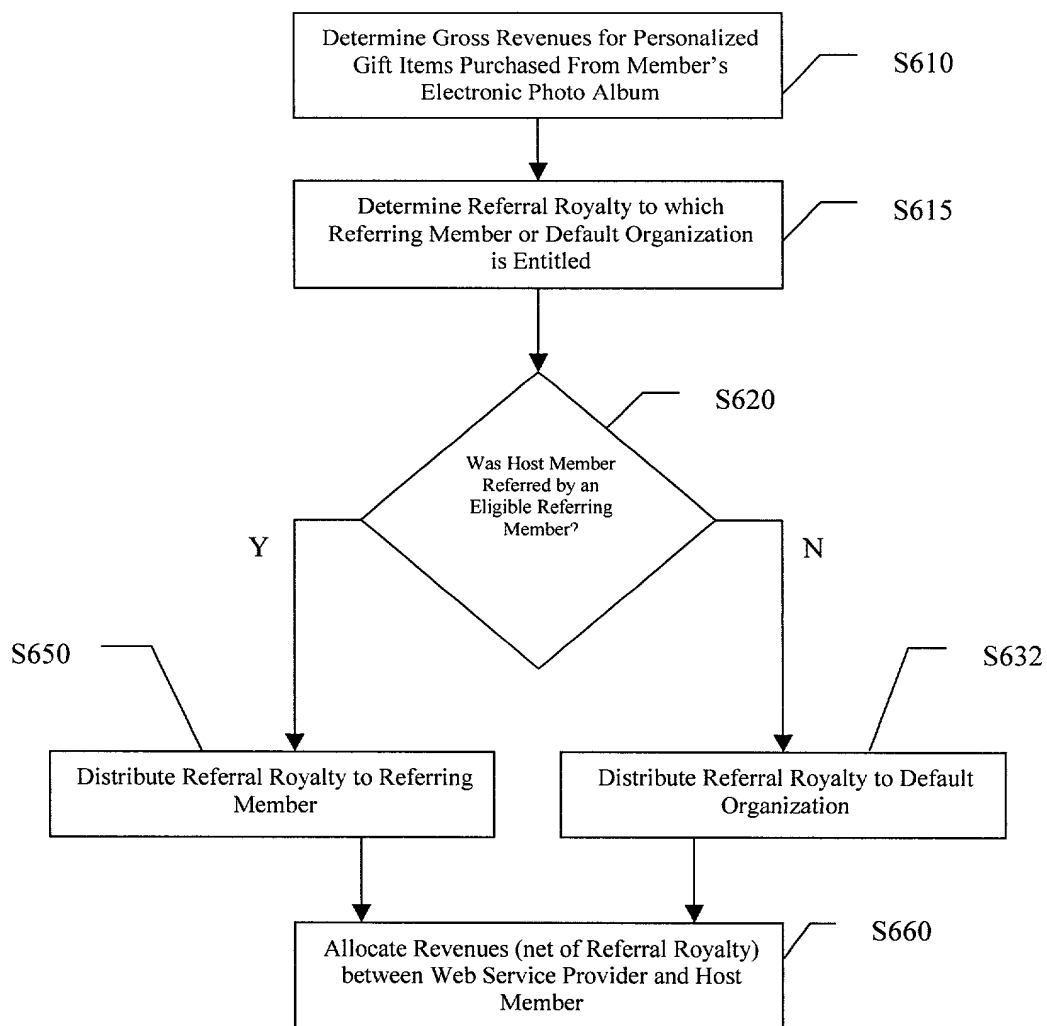 Determine Gross Revenues for Personalized
Gift Items Purchased From Member's
Electronic Photo Album
S610
Determine Referral Royalty to which
Referring Member or Default Organization
is Entitled
S615
S620
Was Host Member
Referred by an
Eligible Referring
Member?
Y
N
S650
S632
Distribute Referral Royalty to Referring
Member
Distribute Referral Royalty to Default
Organization
S660
Allocate Revenues (net of Referral Royalty)
between Web Service Provider and Host
Member